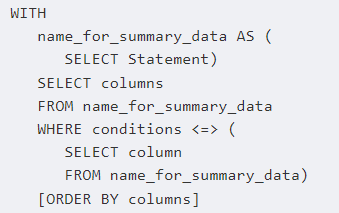 WITH
name_for_summary_data AS (
SELECT Statement)
SELECT columns
FROM name_for_summary_data
WHERE conditions <=> (
SELECT column
FROM name_for_summary_data)
[ORDER BY columns]